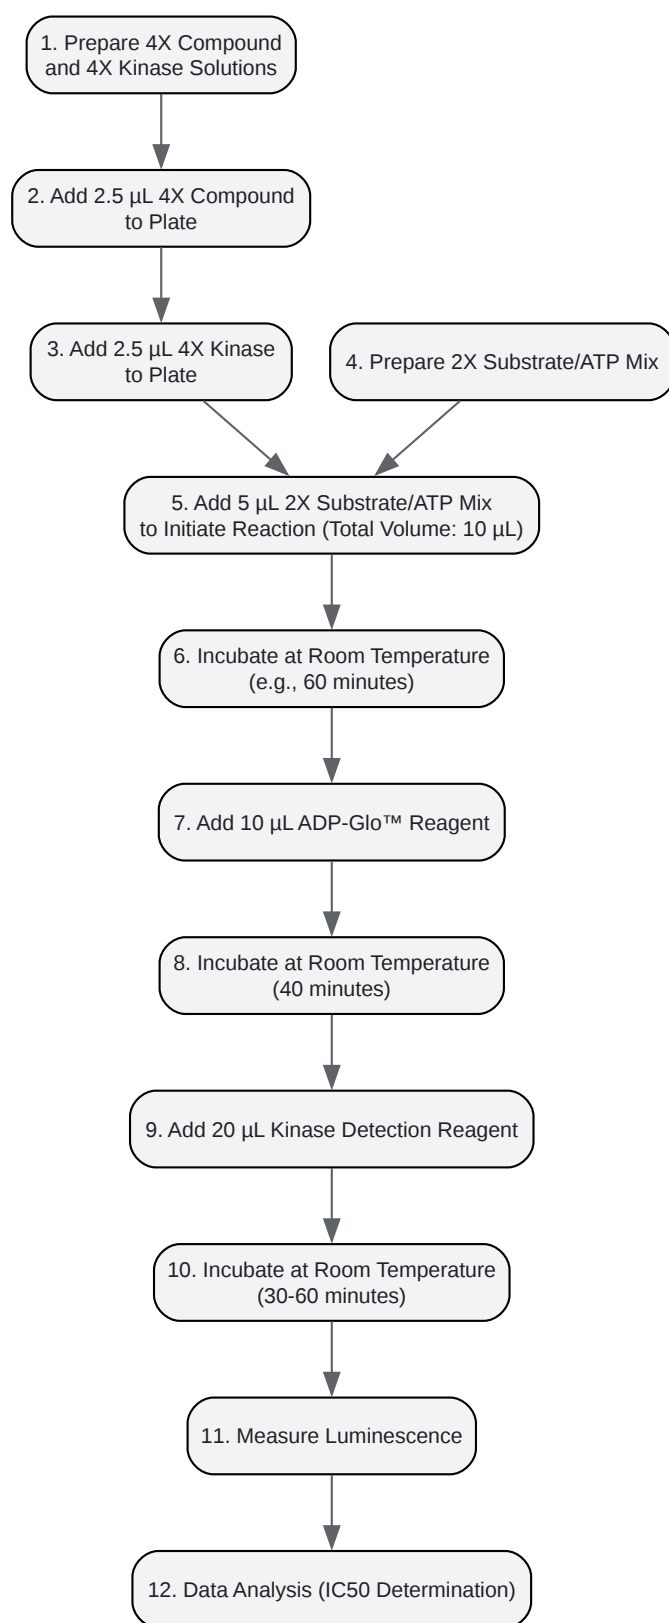 1. Prepare 4X Compound
and 4X Kinase Solutions
2. Add 2.5 µL 4X Compound
to Plate
3. Add 2.5 µL 4X Kinase
to Plate
4. Prepare 2X Substrate/ATP Mix
5. Add 5 µL 2X Substrate/ATP Mix
to Initiate Reaction (Total Volume: 10 µL)
6. Incubate at Room Temperature
(e.g., 60 minutes)
7. Add 10 µL ADP-Glo™ Reagent
8. Incubate at Room Temperature
(40 minutes)
9. Add 20 µL Kinase Detection Reagent
10. Incubate at Room Temperature
(30-60 minutes)
11. Measure Luminescence
12. Data Analysis (IC50 Determination)